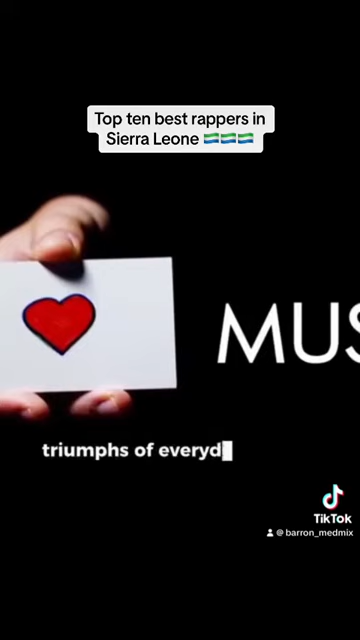 Top ten best rappers in
Sierra Leone 🇸🇱🇸🇱🇸🇱
MUS
triumphs of everyd
TikTok
@ barron_medmix